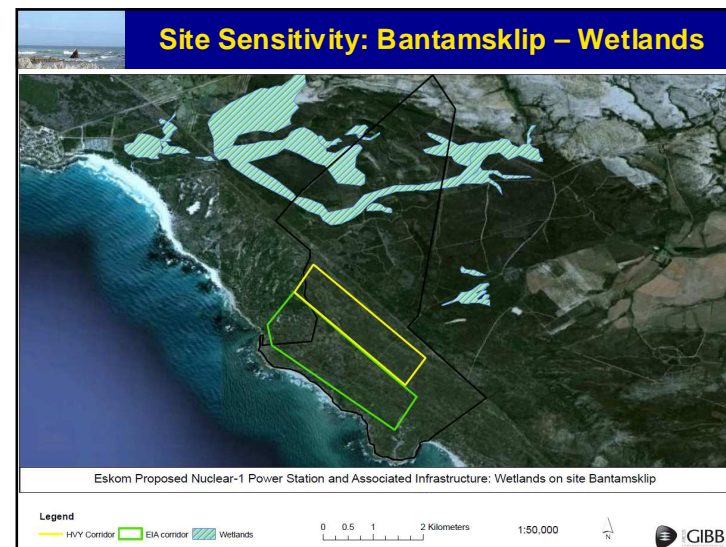 Site Sensitivity: Bantamsklip – Wetlands
Eskom Proposed Nuclear-1 Power Station and Associated Infrastructure: Wetlands on site Bantamsklip
Legend
HVY Corridor EIA corridor Wetlands
0 0.5 1 2 Kilometers
1:50,000
N
GIBB